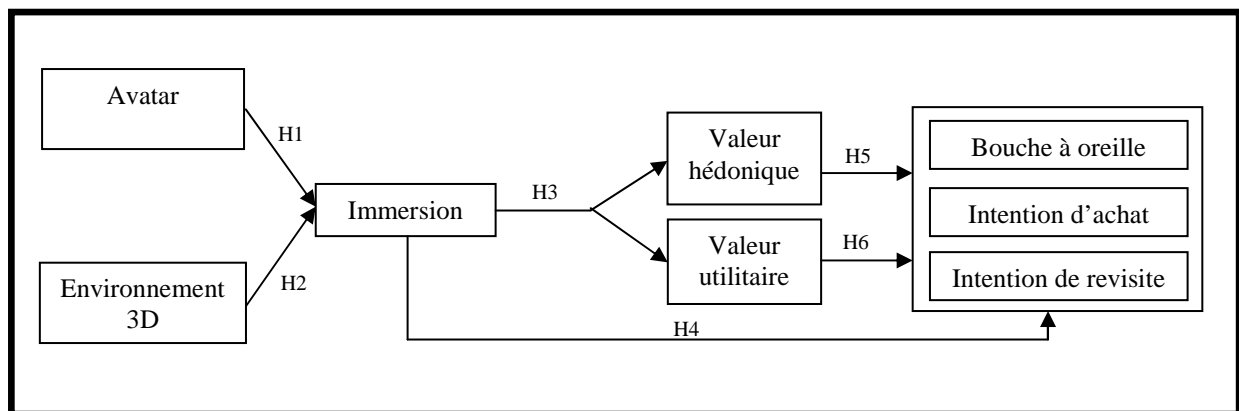 Avatar
H1
Environnement
3D
H2
Immersion
H3
Valeur
hédonique
Valeur
utilitaire
H5
H6
H4
Bouche à oreille
Intention d’achat
Intention de revisite